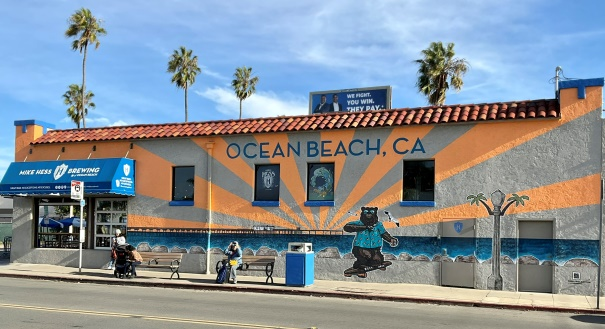 WE FIGHT.
YOU WIN.
THEY PAY.
OCEAN BEACH, CA
MIKE HESS BREWING